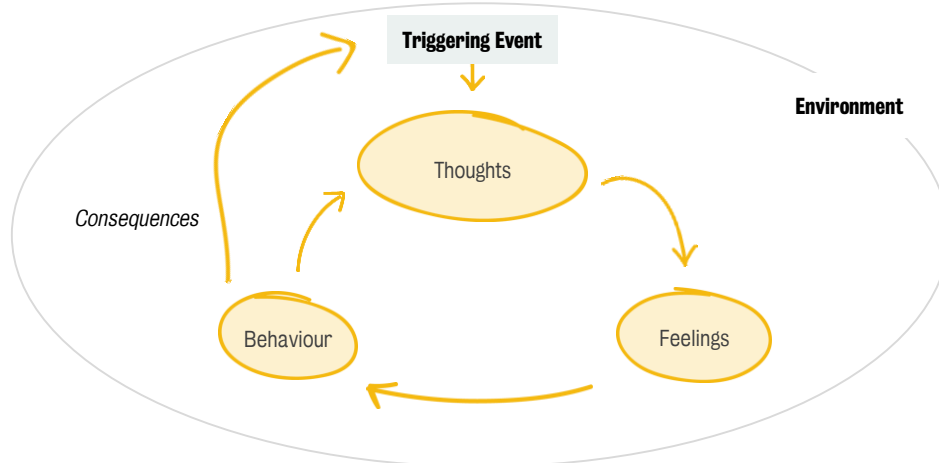 Triggering Event
Environment
Thoughts
Consequences
Behaviour
Feelings